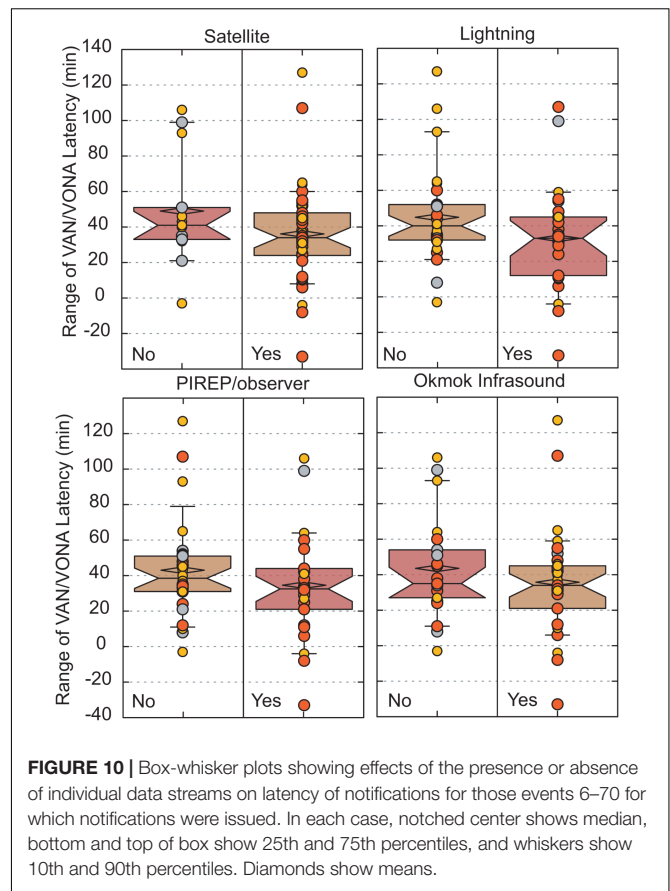 Satellite
Lightning
Range of VAN/VONA Latency (min)
140
120
100
80
60
40
20
0
-20
No
Yes
No
Yes
PIREP/observer
Okmok Infrasound
Range of VAN/VONA Latency (min)
120
100
80
60
40
20
0
-20
-40
No
Yes
No
Yes
FIGURE 10 | Box-whisker plots showing effects of the presence or absence
of individual data streams on latency of notifications for those events 6–70 for
which notifications were issued. In each case, notched center shows median,
bottom and top of box show 25th and 75th percentiles, and whiskers show
10th and 90th percentiles. Diamonds show means.